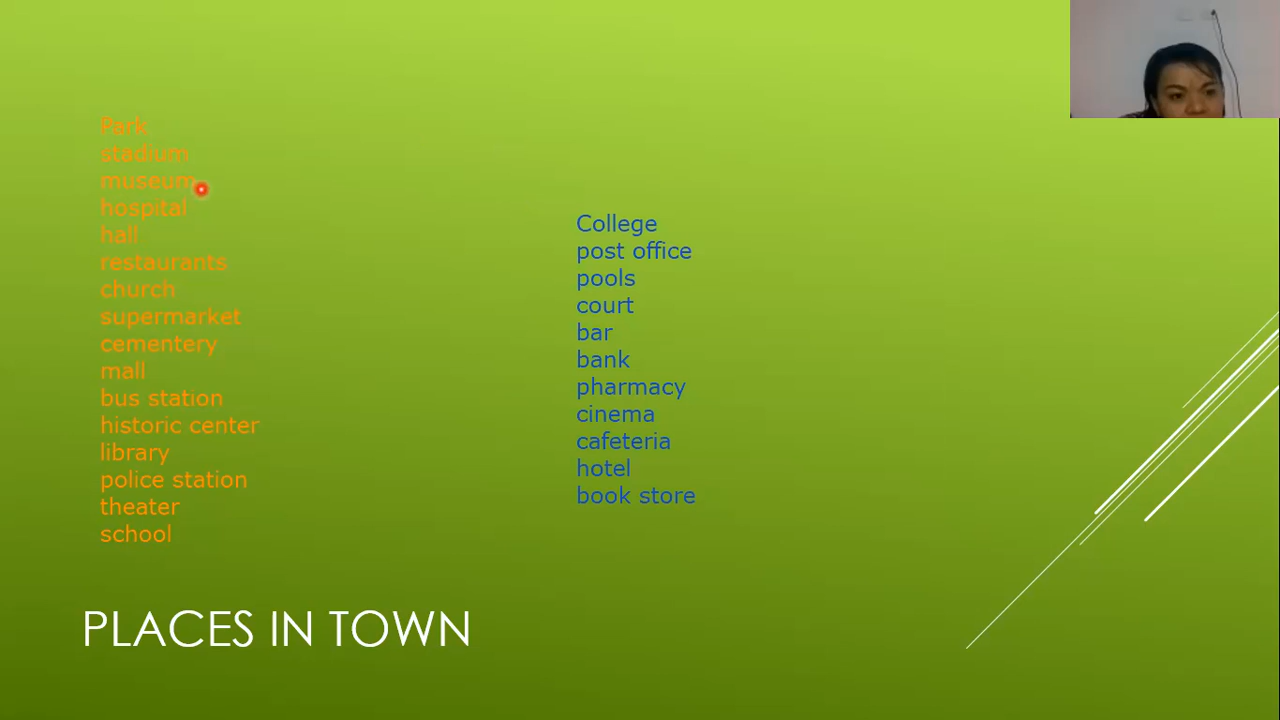 Park
stadium
museum
hospital
hall
restaurants
church
supermarket
cementery
mall
bus station
historic center
library
police station
theater
school
College
post office
pools
court
bar
bank
pharmacy
cinema
cafeteria
hotel
book store
PLACES IN TOWN